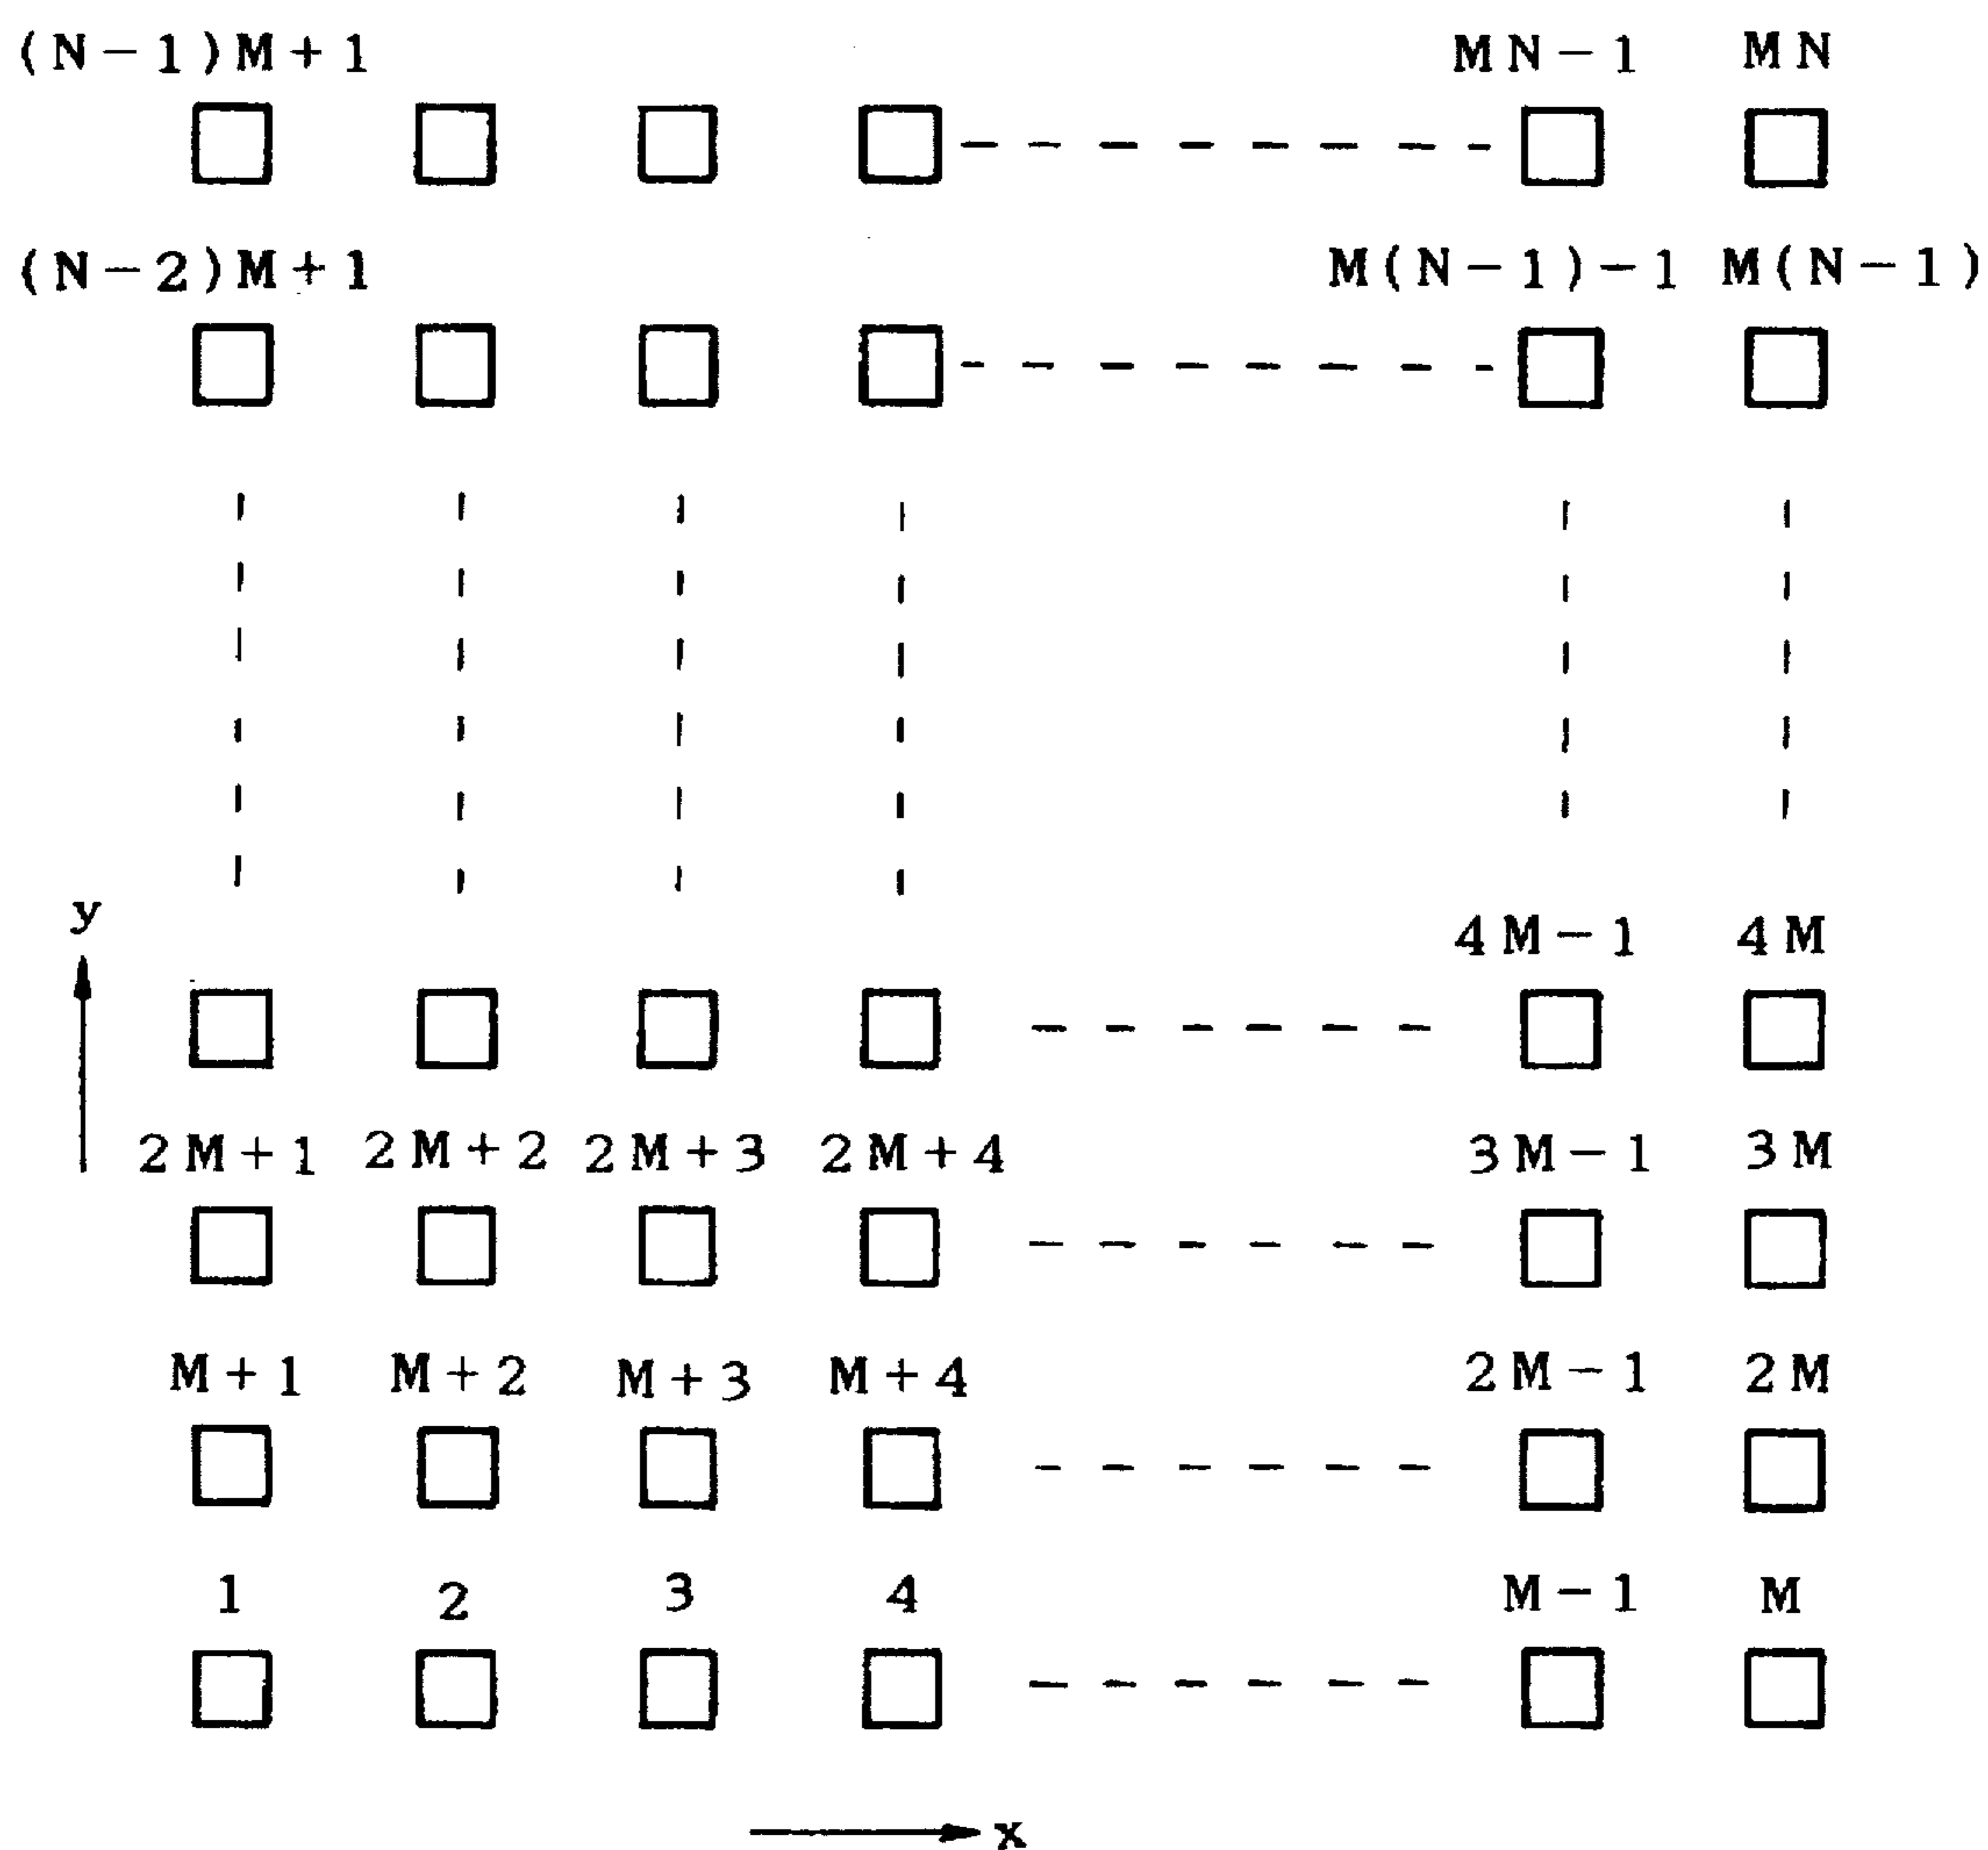 (N-1)M+1 MN-1 MN
(N-2)M+1 M(N-1)-1 M(N-1)
y
4M-1 4M
2M+1 2M+2 2M+3 2M+4 3M-1 3M
M+1 M+2 M+3 M+4 2M-1 2M
1 2 3 4 M-1 M
x